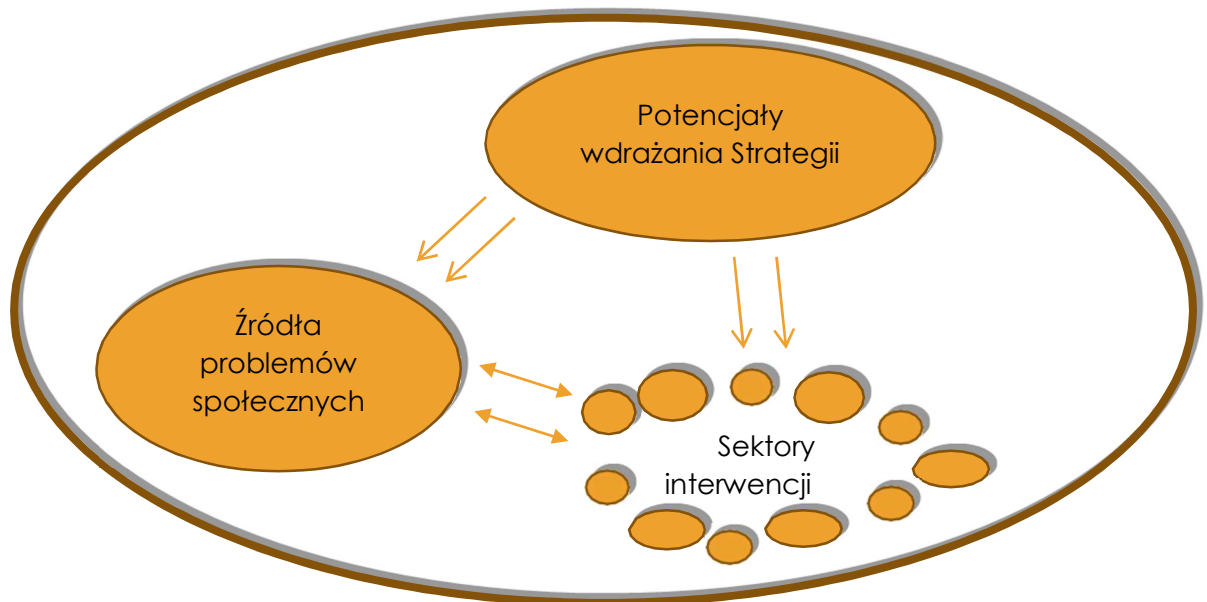 Potencjały
wdrażania Strategii
Źródła
problemów
społecznych
Sektory
interwencji